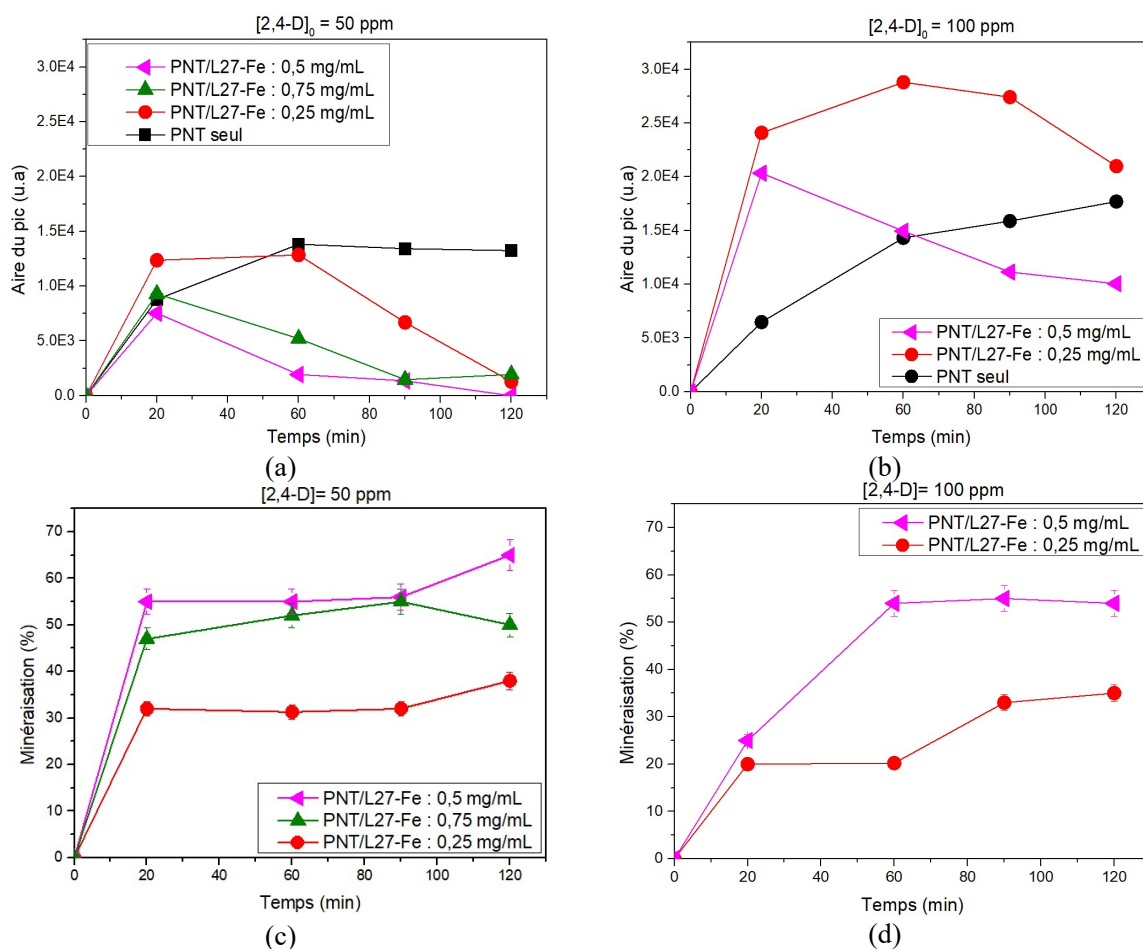 [2,4-D]₀ = 50 ppm
PNT/L27-Fe : 0,5 mg/mL
PNT/L27-Fe : 0,75 mg/mL
PNT/L27-Fe : 0,25 mg/mL
PNT seul
3.0E4
2.5E4
2.0E4
1.5E4
1.0E4
5.0E3
0.0
Aire du pic (u.a)
0 20 40 60 80 100 120
Temps (min)
(a)
[2,4-D]₀ = 100 ppm
3.0E4
2.5E4
2.0E4
1.5E4
1.0E4
5.0E3
0.0
Aire du pic (u.a)
PNT/L27-Fe : 0,5 mg/mL
PNT/L27-Fe : 0,25 mg/mL
PNT seul
0 20 40 60 80 100 120
Temps (min)
(b)
[2,4-D]= 50 ppm
70
60
50
40
30
20
10
0
Minéraisation (%)
PNT/L27-Fe : 0,5 mg/mL
PNT/L27-Fe : 0,75 mg/mL
PNT/L27-Fe : 0,25 mg/mL
0 20 40 60 80 100 120
Temps (min)
(c)
[2,4-D]= 100 ppm
PNT/L27-Fe : 0,5 mg/mL
PNT/L27-Fe : 0,25 mg/mL
70
60
50
40
30
20
10
0
Minéraisation (%)
0 20 40 60 80 100 120
Temps (min)
(d)